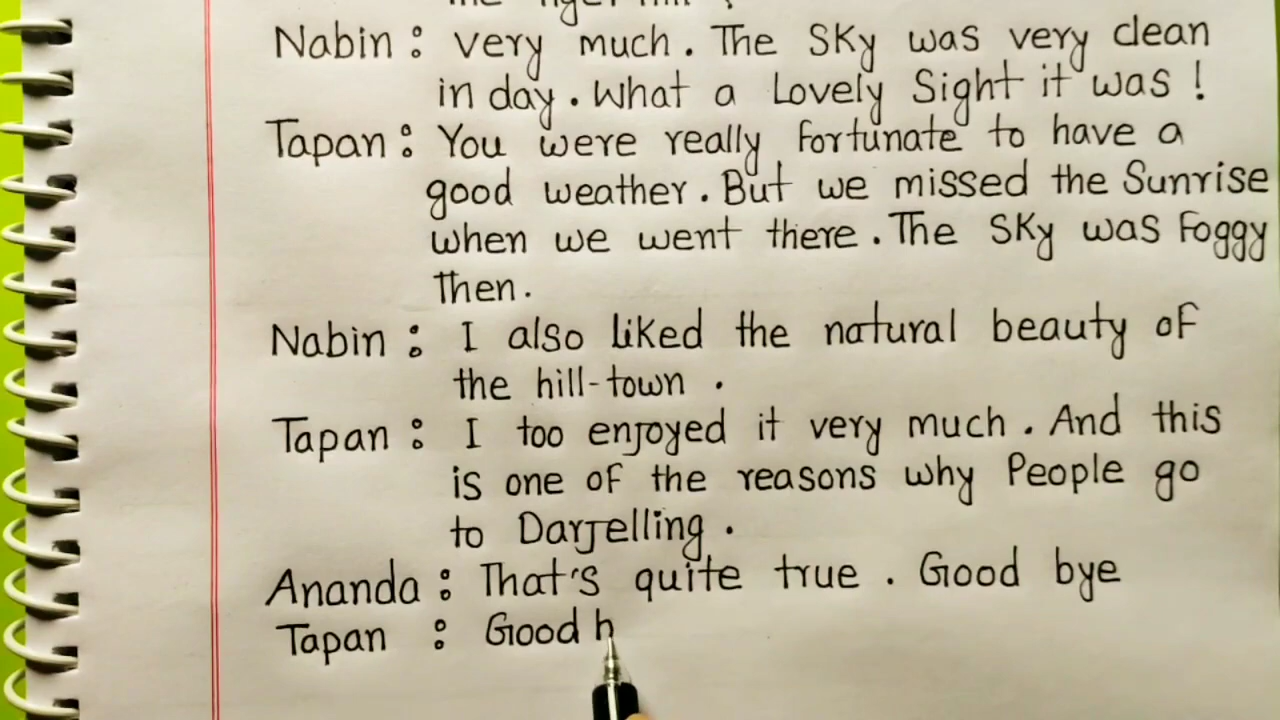 Nabin : very much. The Sky was very clean
in day. What a Lovely Sight it was !
Tapan : You were really fortunate to have a
good weather. But we missed the Sunrise
when we went there. The Sky was Foggy
Then.
Nabin : I also liked the natural beauty of
the hill-town .
Tapan : I too enjoyed it very much. And this
is one of the reasons why People go
to Darjelling .
Ananda : That's quite true . Good bye
Tapan : Good